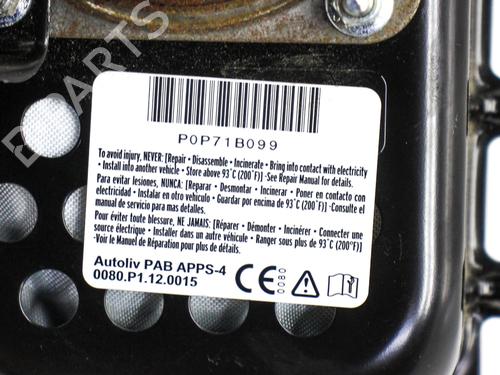 B-PARTS
P0P71B099
To avoid injury, NEVER: [Repair · Disassemble · Incinerate · Bring into contact with electricity
· Install into another vehicle · Store above 93°C (200°F)] -See Repair Manual for details.
Para evitar lesiones, NUNCA: [Reparar · Desmontar · Incinerar · Poner en contacto con
electricidad · Instalar en otro vehículo · Guardar por encima de 93°C (200°F)] -Consulte el
manual de servicio para mas detalles.
Pour éviter toute blessure, NE JAMAIS: [Réparer · Démonter · Incinérer · Connecter une
source électrique · Installer dans un autre véhicule · Ranger sous plus de 93°C (200°F)]
-Voir le Manuel de Réparation pour plus de détails.
Autoliv PAB APPS-4
0080.P1.12.0015
CE 0080